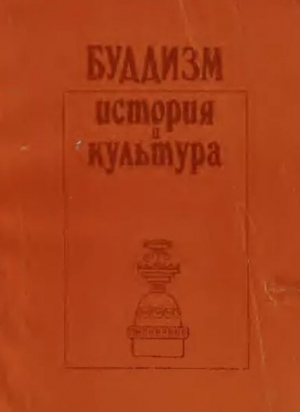 БУДДИЗМ
история
и
культура